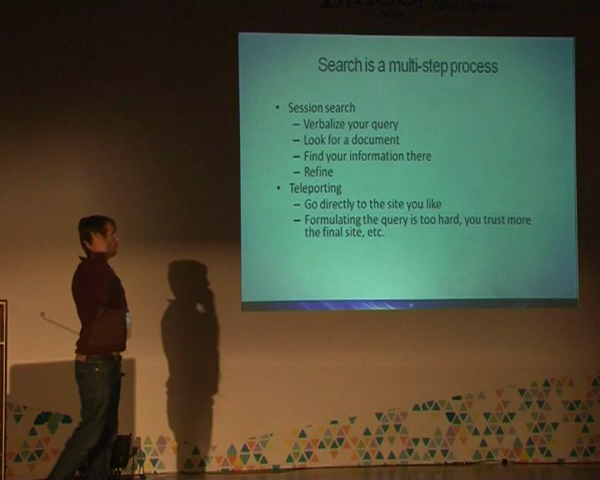 DEVELOPMENT
INDIA
Search is a multi-step process
• Session search
– Verbalize your query
– Look for a document
– Find your information there
– Refine
• Teleporting
– Go directly to the site you like
– Formulating the query is too hard, you trust more
the final site, etc.